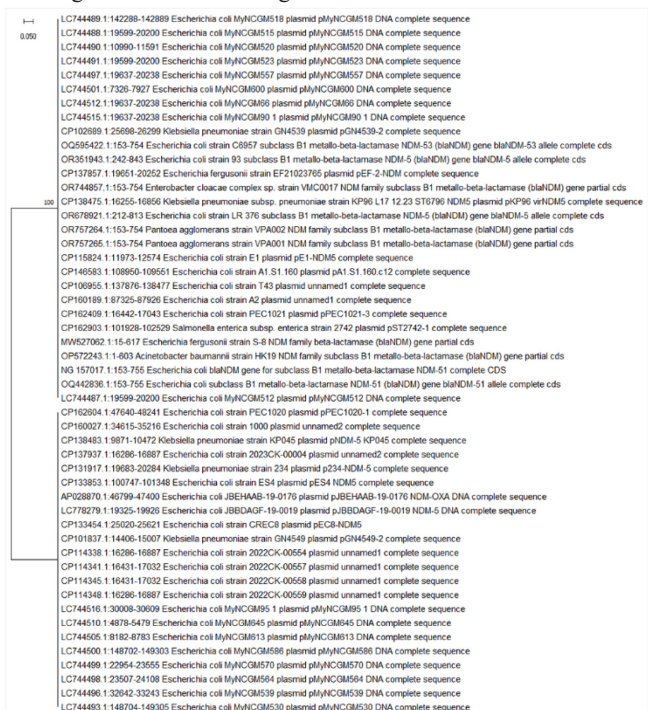 LC744489.1:142288-142889 Escherichia coli MyNCGM518 plasmid pMyNCGM518 DNA complete sequence
0.050
LC744488.1:19599-20200 Escherichia coli MyNCGM515 plasmid pMyNCGM515 DNA complete sequence
LC744490.1:10990-11591 Escherichia coli MyNCGM520 plasmid pMyNCGM520 DNA complete sequence
LC744491.1:19599-20200 Escherichia coli MyNCGM523 plasmid pMyNCGM523 DNA complete sequence
LC744497.1:19637-20238 Escherichia coli MyNCGM557 plasmid pMyNCGM557 DNA complete sequence
LC744501.1:7326-7927 Escherichia coli MyNCGM600 plasmid pMyNCGM600 DNA complete sequence
LC744512.1:19637-20238 Escherichia coli MyNCGM66 plasmid pMyNCGM66 DNA complete sequence
LC744515.1:19637-20238 Escherichia coli MyNCGM90 1 plasmid pMyNCGM90 1 DNA complete sequence
CP102689.1:25698-26299 Klebsiella pneumoniae strain GN4539 plasmid pGN4539-2 complete sequence
OQ595422.1:153-754 Escherichia coli strain C6957 subclass B1 metallo-beta-lactamase NDM-53 (blaNDM) gene blaNDM-53 allele complete cds
OR351943.1:242-843 Escherichia coli strain 93 subclass B1 metallo-beta-lactamase NDM-5 (blaNDM) gene blaNDM-5 allele complete cds
CP137857.1:19651-20252 Escherichia fergusonii strain EF21023765 plasmid pEF-2-NDM complete sequence
OR744857.1:153-754 Enterobacter cloacae complex sp. strain VMC0017 NDM family subclass B1 metallo-beta-lactamase (blaNDM) gene partial cds
100 CP138475.1:16255-16856 Klebsiella pneumoniae subsp. pneumoniae strain KP96 L17 12.23 ST6796 NDM5 plasmid pKP96 virNDM5 complete sequence
OR678921.1:212-813 Escherichia coli strain LR 376 subclass B1 metallo-beta-lactamase NDM-5 (blaNDM) gene blaNDM-5 allele complete cds
OR757264.1:153-754 Pantoea agglomerans strain VPA002 NDM family subclass B1 metallo-beta-lactamase (blaNDM) gene partial cds
OR757265.1:153-754 Pantoea agglomerans strain VPA001 NDM family subclass B1 metallo-beta-lactamase (blaNDM) gene partial cds
CP115824.1:11973-12574 Escherichia coli strain E1 plasmid pE1-NDM5 complete sequence
CP146583.1:108950-109551 Escherichia coli strain A1.S1.160 plasmid pA1.S1.160.c12 complete sequence
CP106955.1:137876-138477 Escherichia coli strain T43 plasmid unnamed1 complete sequence
CP160189.1:87325-87926 Escherichia coli strain A2 plasmid unnamed1 complete sequence
CP162409.1:16442-17043 Escherichia coli strain PEC1021 plasmid pPEC1021-3 complete sequence
CP162903.1:101928-102529 Salmonella enterica subsp. enterica strain 2742 plasmid pST2742-1 complete sequence
MW527062.1:15-617 Escherichia fergusonii strain S-8 NDM family beta-lactamase (blaNDM) gene partial cds
OP572243.1:1-603 Acinetobacter baumannii strain HK19 NDM family subclass B1 metallo-beta-lactamase (blaNDM) gene partial cds
NG 157017.1:153-755 Escherichia coli blaNDM gene for subclass B1 metallo-beta-lactamase NDM-51 complete CDS
OQ442836.1:153-755 Escherichia coli subclass B1 metallo-beta-lactamase NDM-51 (blaNDM) gene blaNDM-51 allele complete cds
LC744487.1:19599-20200 Escherichia coli MyNCGM512 plasmid pMyNCGM512 DNA complete sequence
CP162604.1:47640-48241 Escherichia coli strain PEC1020 plasmid pPEC1020-1 complete sequence
CP160027.1:34615-35216 Escherichia coli strain 1000 plasmid unnamed2 complete sequence
CP138483.1:9871-10472 Klebsiella pneumoniae strain KP045 plasmid pNDM-5 KP045 complete sequence
CP137937.1:16286-16887 Escherichia coli strain 2023CK-00004 plasmid unnamed2 complete sequence
CP131917.1:19683-20284 Klebsiella pneumoniae strain 234 plasmid p234-NDM-5 complete sequence
CP133853.1:100747-101348 Escherichia coli strain ES4 plasmid pES4 NDM5 complete sequence
AP028870.1:46799-47400 Escherichia coli JBEHAAB-19-0176 plasmid pJBEHAAB-19-0176 NDM-OXA DNA complete sequence
LC778279.1:19325-19926 Escherichia coli JBBDAGF-19-0019 plasmid pJBBDAGF-19-0019 NDM-5 DNA complete sequence
CP133454.1:25020-25621 Escherichia coli strain CREC8 plasmid pEC8-NDM5
CP101837.1:14406-15007 Klebsiella pneumoniae strain GN4549 plasmid pGN4549-2 complete sequence
CP114338.1:16286-16887 Escherichia coli strain 2022CK-00554 plasmid unnamed1 complete sequence
CP114341.1:16431-17032 Escherichia coli strain 2022CK-00557 plasmid unnamed1 complete sequence
CP114345.1:16431-17032 Escherichia coli strain 2022CK-00558 plasmid unnamed1 complete sequence
CP114348.1:16286-16887 Escherichia coli strain 2022CK-00559 plasmid unnamed1 complete sequence
LC744516.1:30008-30609 Escherichia coli MyNCGM95 1 plasmid pMyNCGM95 1 DNA complete sequence
LC744510.1:4878-5479 Escherichia coli MyNCGM645 plasmid pMyNCGM645 DNA complete sequence
LC744505.1:8182-8783 Escherichia coli MyNCGM613 plasmid pMyNCGM613 DNA complete sequence
LC744500.1:148702-149303 Escherichia coli MyNCGM586 plasmid pMyNCGM586 DNA complete sequence
LC744499.1:22954-23555 Escherichia coli MyNCGM570 plasmid pMyNCGM570 DNA complete sequence
LC744498.1:23507-24108 Escherichia coli MyNCGM564 plasmid pMyNCGM564 DNA complete sequence
LC744496.1:32642-33243 Escherichia coli MyNCGM539 plasmid pMyNCGM539 DNA complete sequence
LC744493.1:148704-149305 Escherichia coli MyNCGM530 plasmid pMyNCGM530 DNA complete sequence